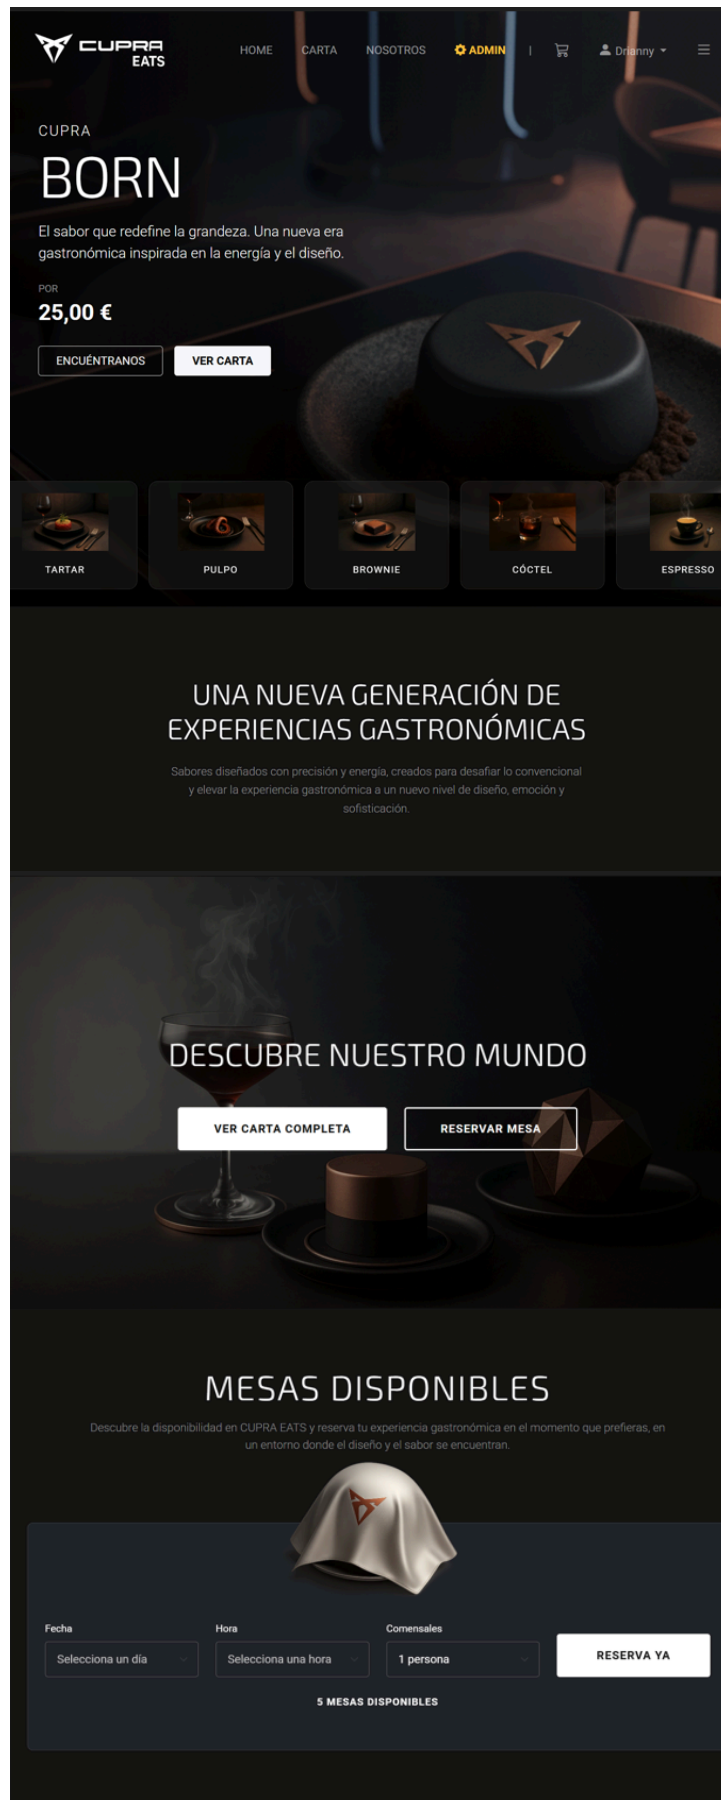 CUPRA
EATS
HOME CARTA NOSOTROS ADMIN | Drianny
CUPRA
BORN
El sabor que redefine la grandeza. Una nueva era
gastronómica inspirada en la energía y el diseño.
POR
25,00 €
ENCUÉNTRANOS VER CARTA
TARTAR PULPO BROWNIE CÓCTEL ESPRESSO
UNA NUEVA GENERACIÓN DE
EXPERIENCIAS GASTRONÓMICAS
Sabores diseñados con precisión y energía, creados para desafiar lo convencional
y elevar la experiencia gastronómica a un nuevo nivel de diseño, emoción y
sofisticación.
DESCUBRE NUESTRO MUNDO
VER CARTA COMPLETA RESERVAR MESA
MESAS DISPONIBLES
Descubre la disponibilidad en CUPRA EATS y reserva tu experiencia gastronómica en el momento que prefieras, en
un entorno donde el diseño y el sabor se encuentran.
Fecha Hora Comensales
Selecciona un día Selecciona una hora 1 persona RESERVA YA
5 MESAS DISPONIBLES